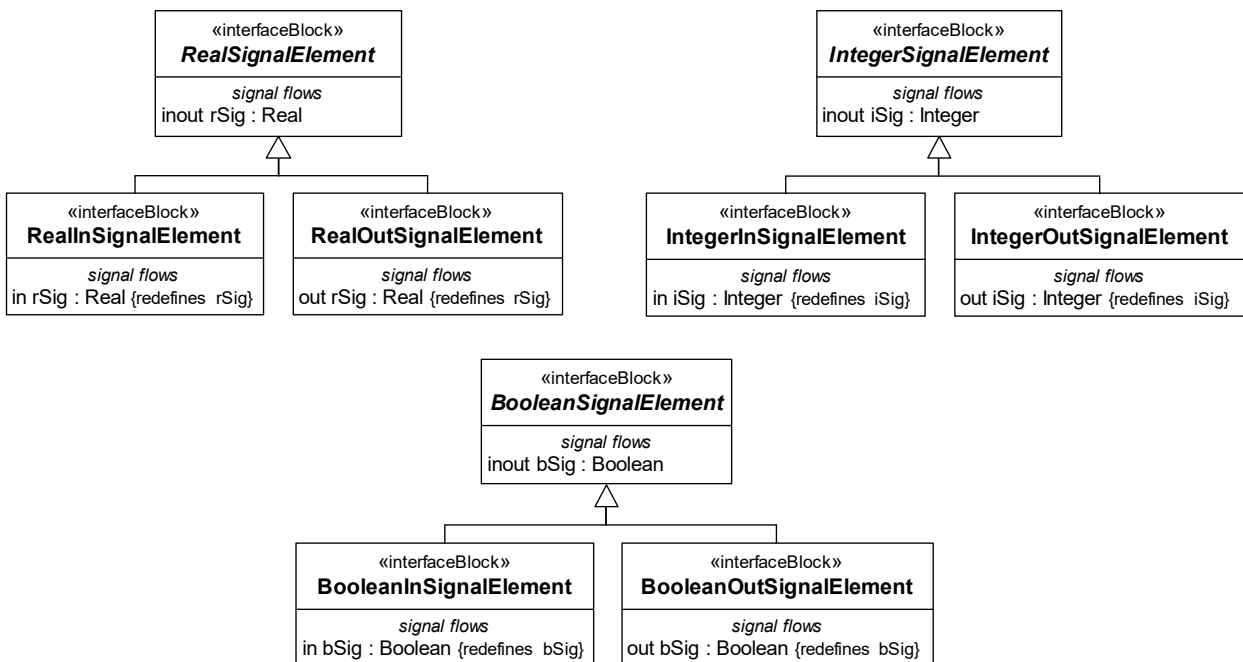 «interfaceBlock»
RealSignalElement
signal flows
inout rSig : Real
«interfaceBlock»
IntegerSignalElement
signal flows
inout iSig : Integer
«interfaceBlock»
RealInSignalElement
signal flows
in rSig : Real {redefines rSig}
«interfaceBlock»
RealOutSignalElement
signal flows
out rSig : Real {redefines rSig}
«interfaceBlock»
IntegerInSignalElement
signal flows
in iSig : Integer {redefines iSig}
«interfaceBlock»
IntegerOutSignalElement
signal flows
out iSig : Integer {redefines iSig}
«interfaceBlock»
BooleanSignalElement
signal flows
inout bSig : Boolean
«interfaceBlock»
BooleanInSignalElement
signal flows
in bSig : Boolean {redefines bSig}
«interfaceBlock»
BooleanOutSignalElement
signal flows
out bSig : Boolean {redefines bSig}